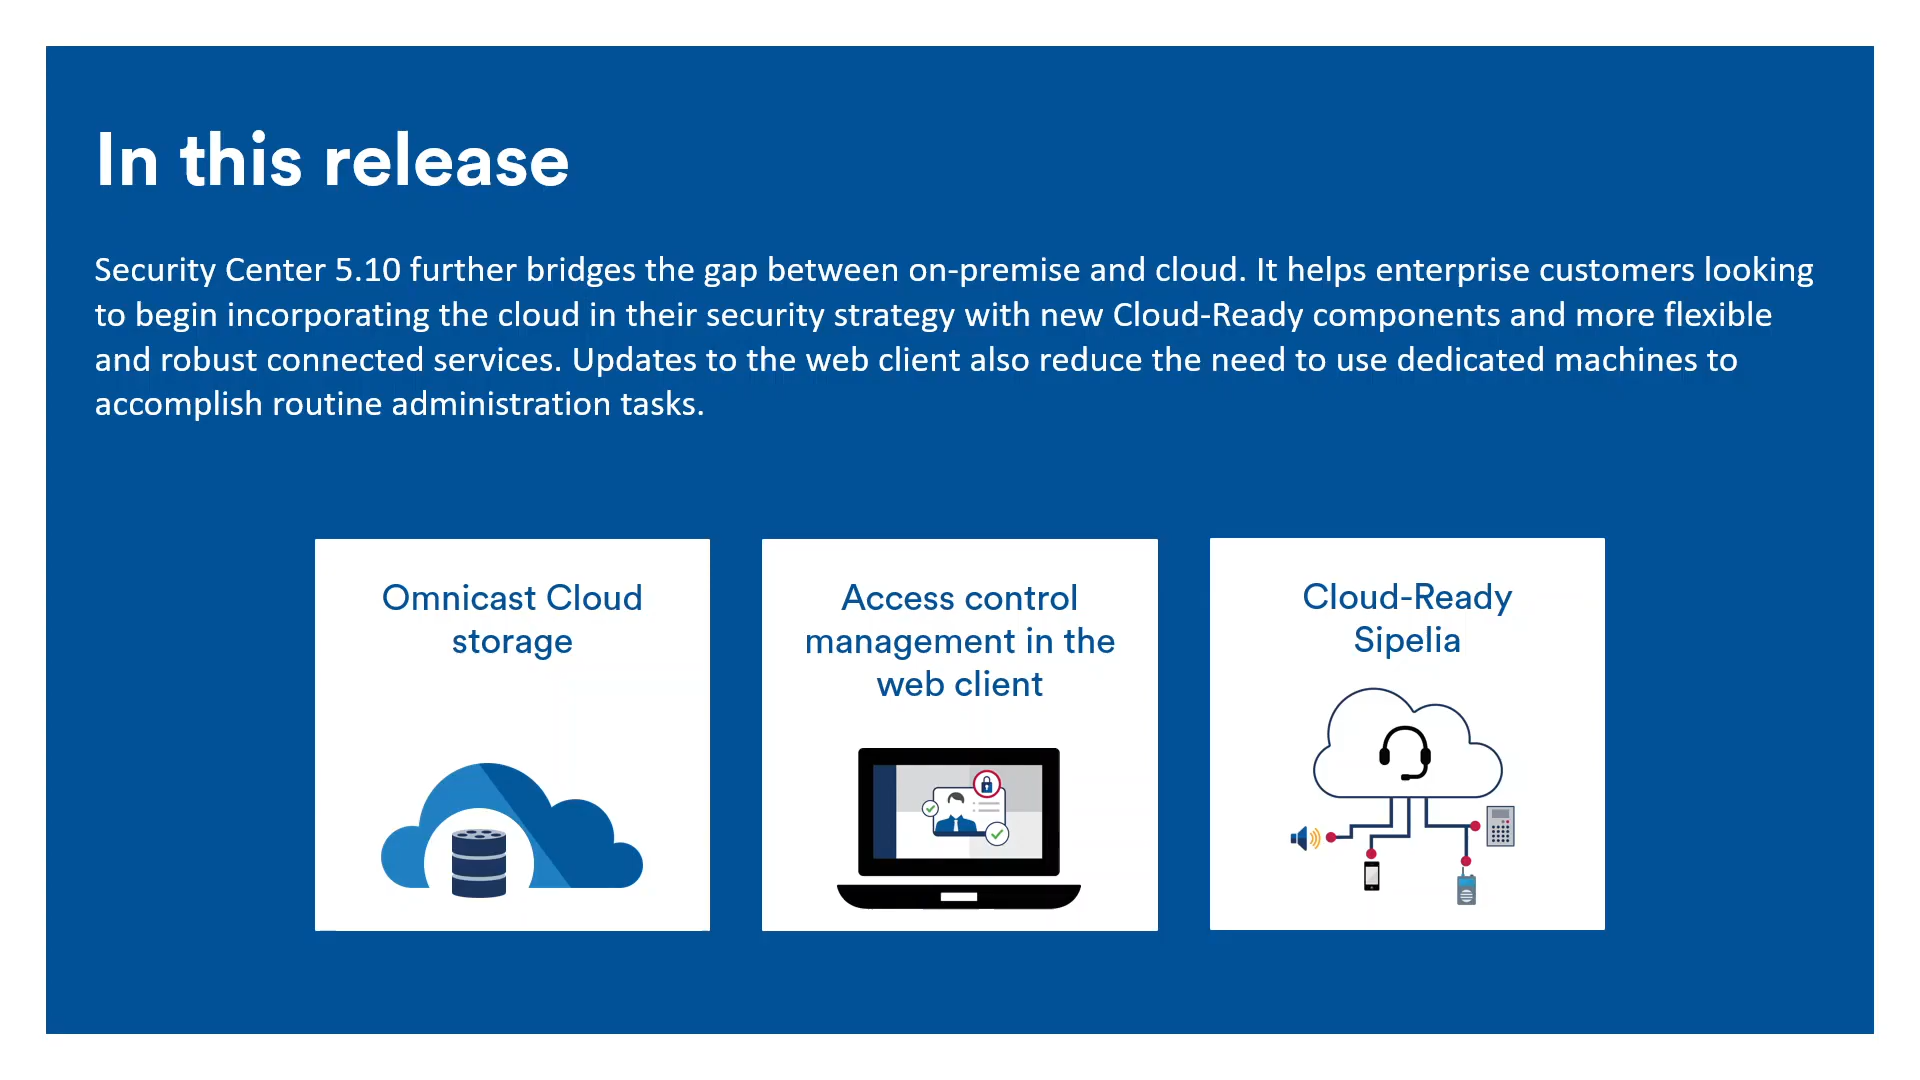 In this release
Security Center 5.10 further bridges the gap between on-premise and cloud. It helps enterprise customers looking
to begin incorporating the cloud in their security strategy with new Cloud-Ready components and more flexible
and robust connected services. Updates to the web client also reduce the need to use dedicated machines to
accomplish routine administration tasks.
Omnicast Cloud
storage
Access control
management in the
web client
Cloud-Ready
Sipelia